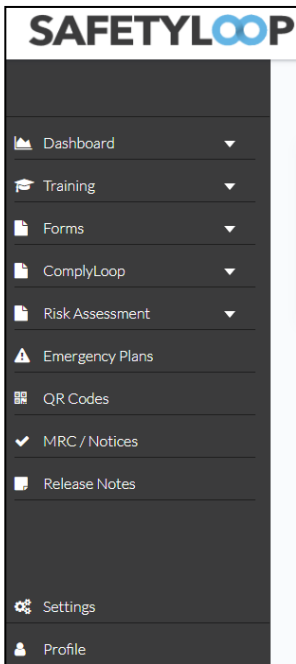 SAFETYLOOP
Dashboard
Training
Forms
ComplyLoop
Risk Assessment
Emergency Plans
QR Codes
MRC / Notices
Release Notes
Settings
Profile